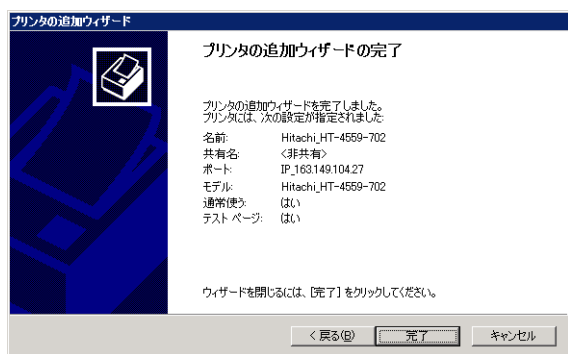 プリンタの追加ウィザード
プリンタの追加ウィザードの完了
プリンタの追加ウィザードを完了しました。
プリンタには、次の設定が指定されました:
名前: Hitachi_HT-4559-702
共有名: <非共有>
ポート: IP_163.149.104.27
モデル: Hitachi_HT-4559-702
通常使う: はい
テスト ページ: はい
ウィザードを閉じるには、[完了] をクリックしてください。
< 戻る(B) 完了 キャンセル